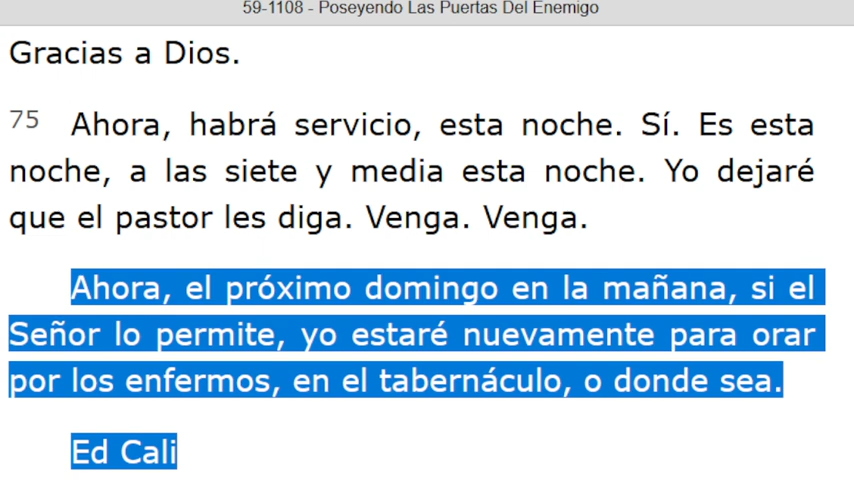 59-1108 - Poseyendo Las Puertas Del Enemigo
Gracias a Dios.
75 Ahora, habrá servicio, esta noche. Sí. Es esta
noche, a las siete y media esta noche. Yo dejaré
que el pastor les diga. Venga. Venga.
Ahora, el próximo domingo en la mañana, si el
Señor lo permite, yo estaré nuevamente para orar
por los enfermos, en el tabernáculo, o donde sea.
Ed Cali